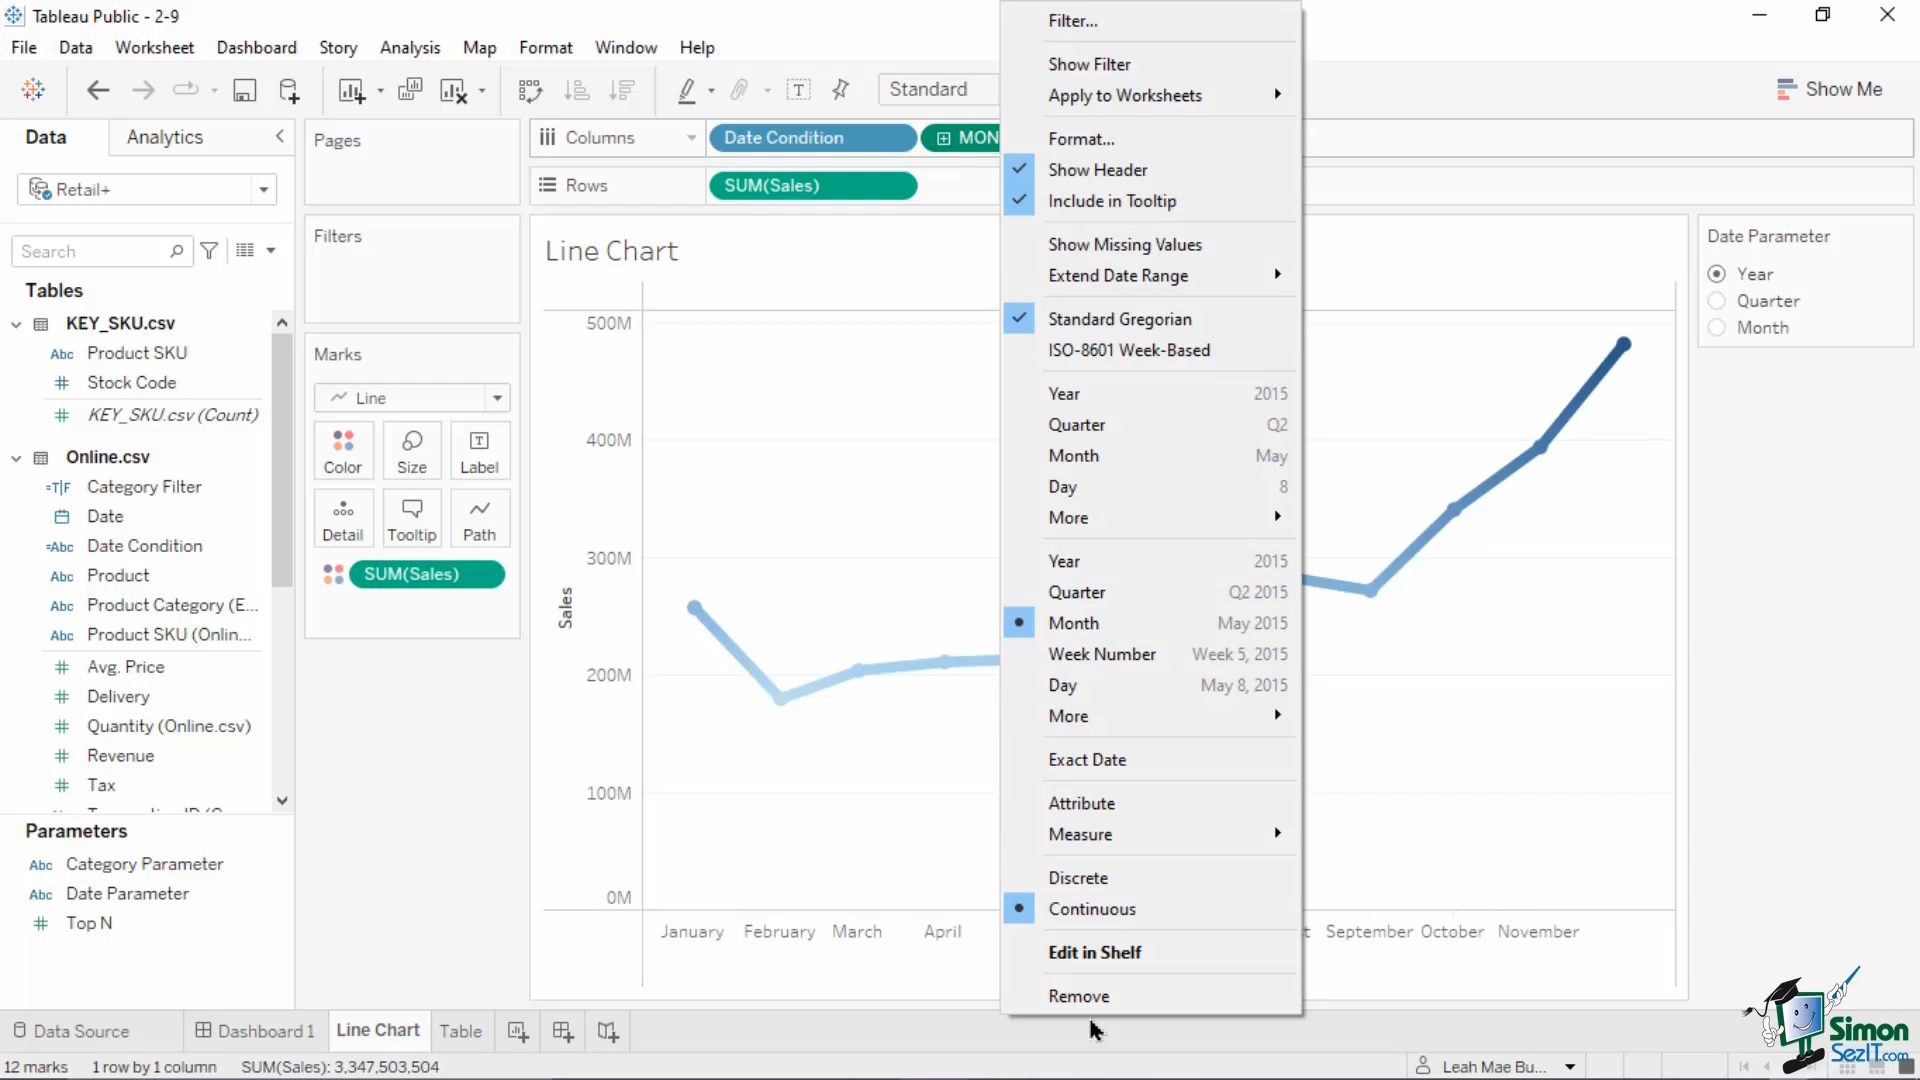 Tableau Public - 2-9
File Data Worksheet Dashboard Story Analysis Map Format Window Help
Standard
Show Me
Data Analytics
Retail+
Search
Tables
KEY_SKU.csv
Abc Product SKU
# Stock Code
# KEY_SKU.csv (Count)
Online.csv
=T|F Category Filter
Date
=Abc Date Condition
Abc Product
Abc Product Category (E...
Abc Product SKU (Onlin...
# Avg. Price
# Delivery
# Quantity (Online.csv)
# Revenue
# Tax
Parameters
Abc Category Parameter
Abc Date Parameter
# Top N
Pages
Filters
Marks
Line
Color Size Label
Detail Tooltip Path
SUM(Sales)
Columns Date Condition MON
Rows SUM(Sales)
Line Chart
Sales
500M
400M
300M
200M
100M
0M
January February March April t September October November
Filter...
Show Filter
Apply to Worksheets
Format...
Show Header
Include in Tooltip
Show Missing Values
Extend Date Range
Standard Gregorian
ISO-8601 Week-Based
Year 2015
Quarter Q2
Month May
Day 8
More
Year 2015
Quarter Q2 2015
Month May 2015
Week Number Week 5, 2015
Day May 8, 2015
More
Exact Date
Attribute
Measure
Discrete
Continuous
Edit in Shelf
Remove
Date Parameter
Year
Quarter
Month
Data Source Dashboard 1 Line Chart Table
12 marks 1 row by 1 column SUM(Sales): 3,347,503,504
Leah Mae Bu...
Simon
SezIT.com